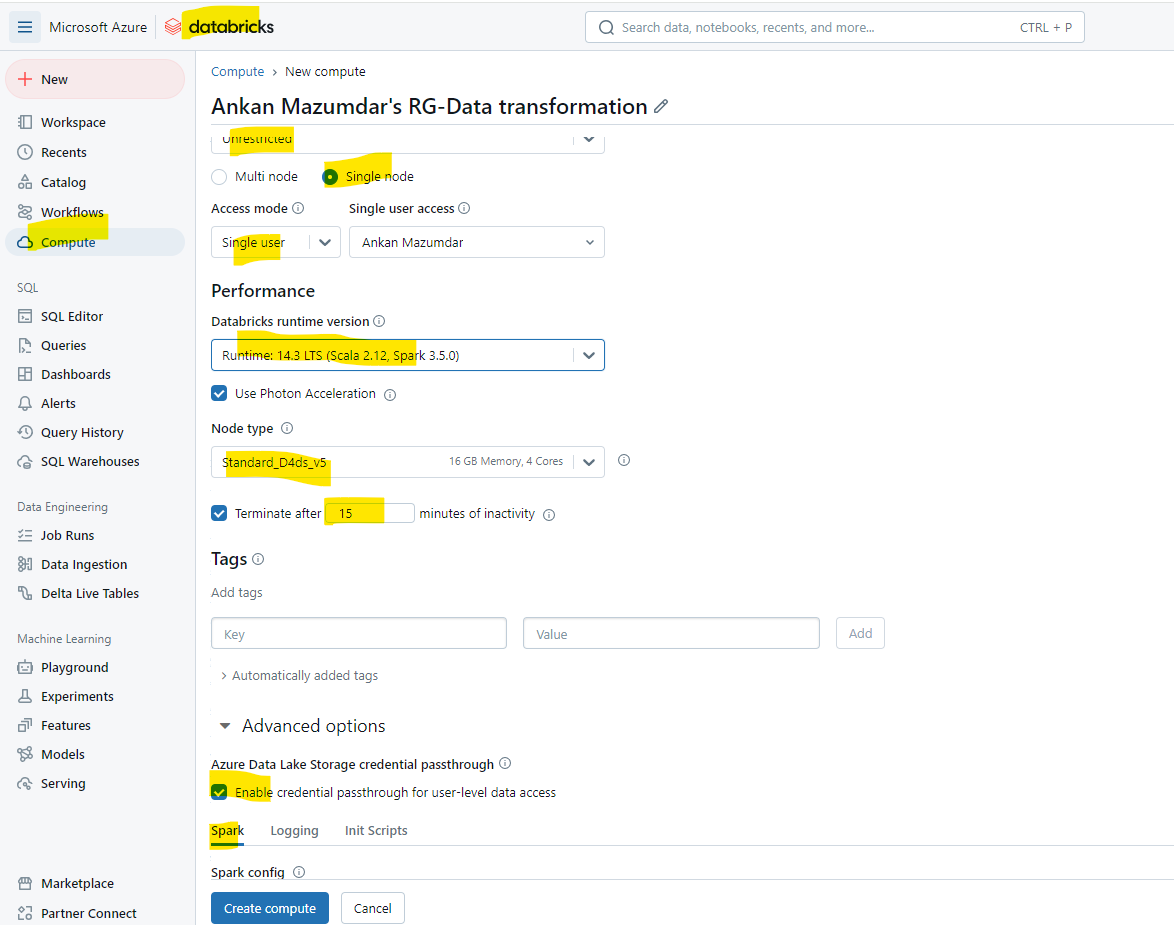 Microsoft Azure databricks Search data, notebooks, recents, and more... CTRL + P
New
Workspace
Recents
Catalog
Workflows
Compute
SQL
SQL Editor
Queries
Dashboards
Alerts
Query History
SQL Warehouses
Data Engineering
Job Runs
Data Ingestion
Delta Live Tables
Machine Learning
Playground
Experiments
Features
Models
Serving
Marketplace
Partner Connect
Compute > New compute
Ankan Mazumdar's RG-Data transformation
Unrestricted
Multi node Single node
Access mode Single user access
Single user Ankan Mazumdar
Performance
Databricks runtime version
Runtime: 14.3 LTS (Scala 2.12, Spark 3.5.0)
Use Photon Acceleration
Node type
Standard_D4ds_v5 16 GB Memory, 4 Cores
Terminate after 15 minutes of inactivity
Tags
Add tags
Key Value Add
> Automatically added tags
Advanced options
Azure Data Lake Storage credential passthrough
Enable credential passthrough for user-level data access
Spark Logging Init Scripts
Spark config
Create compute Cancel